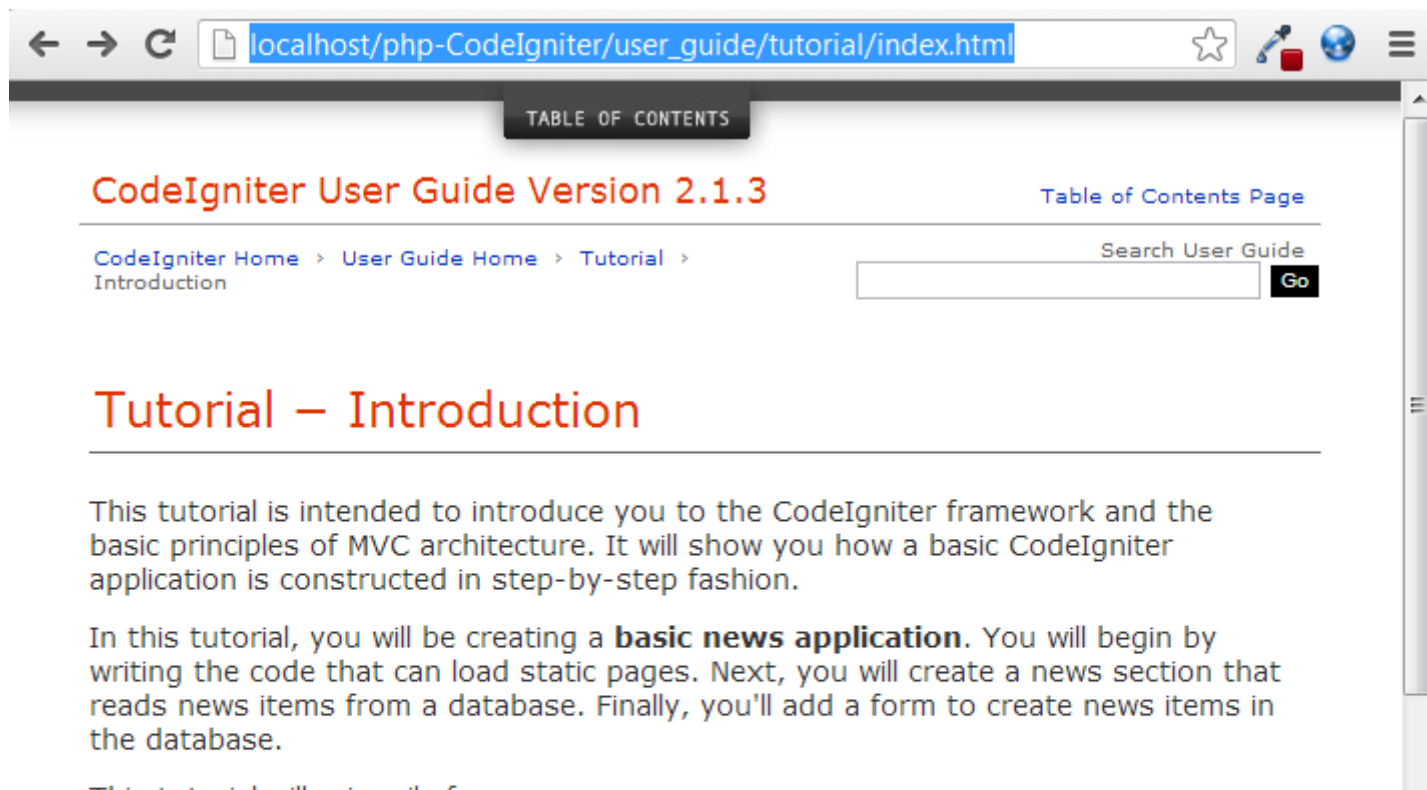 localhost/php-CodeIgniter/user_guide/tutorial/index.html
TABLE OF CONTENTS
CodeIgniter User Guide Version 2.1.3
Table of Contents Page
CodeIgniter Home › User Guide Home › Tutorial ›
Introduction
Search User Guide
Go
Tutorial − Introduction
This tutorial is intended to introduce you to the CodeIgniter framework and the
basic principles of MVC architecture. It will show you how a basic CodeIgniter
application is constructed in step-by-step fashion.
In this tutorial, you will be creating a basic news application. You will begin by
writing the code that can load static pages. Next, you will create a news section that
reads news items from a database. Finally, you'll add a form to create news items in
the database.